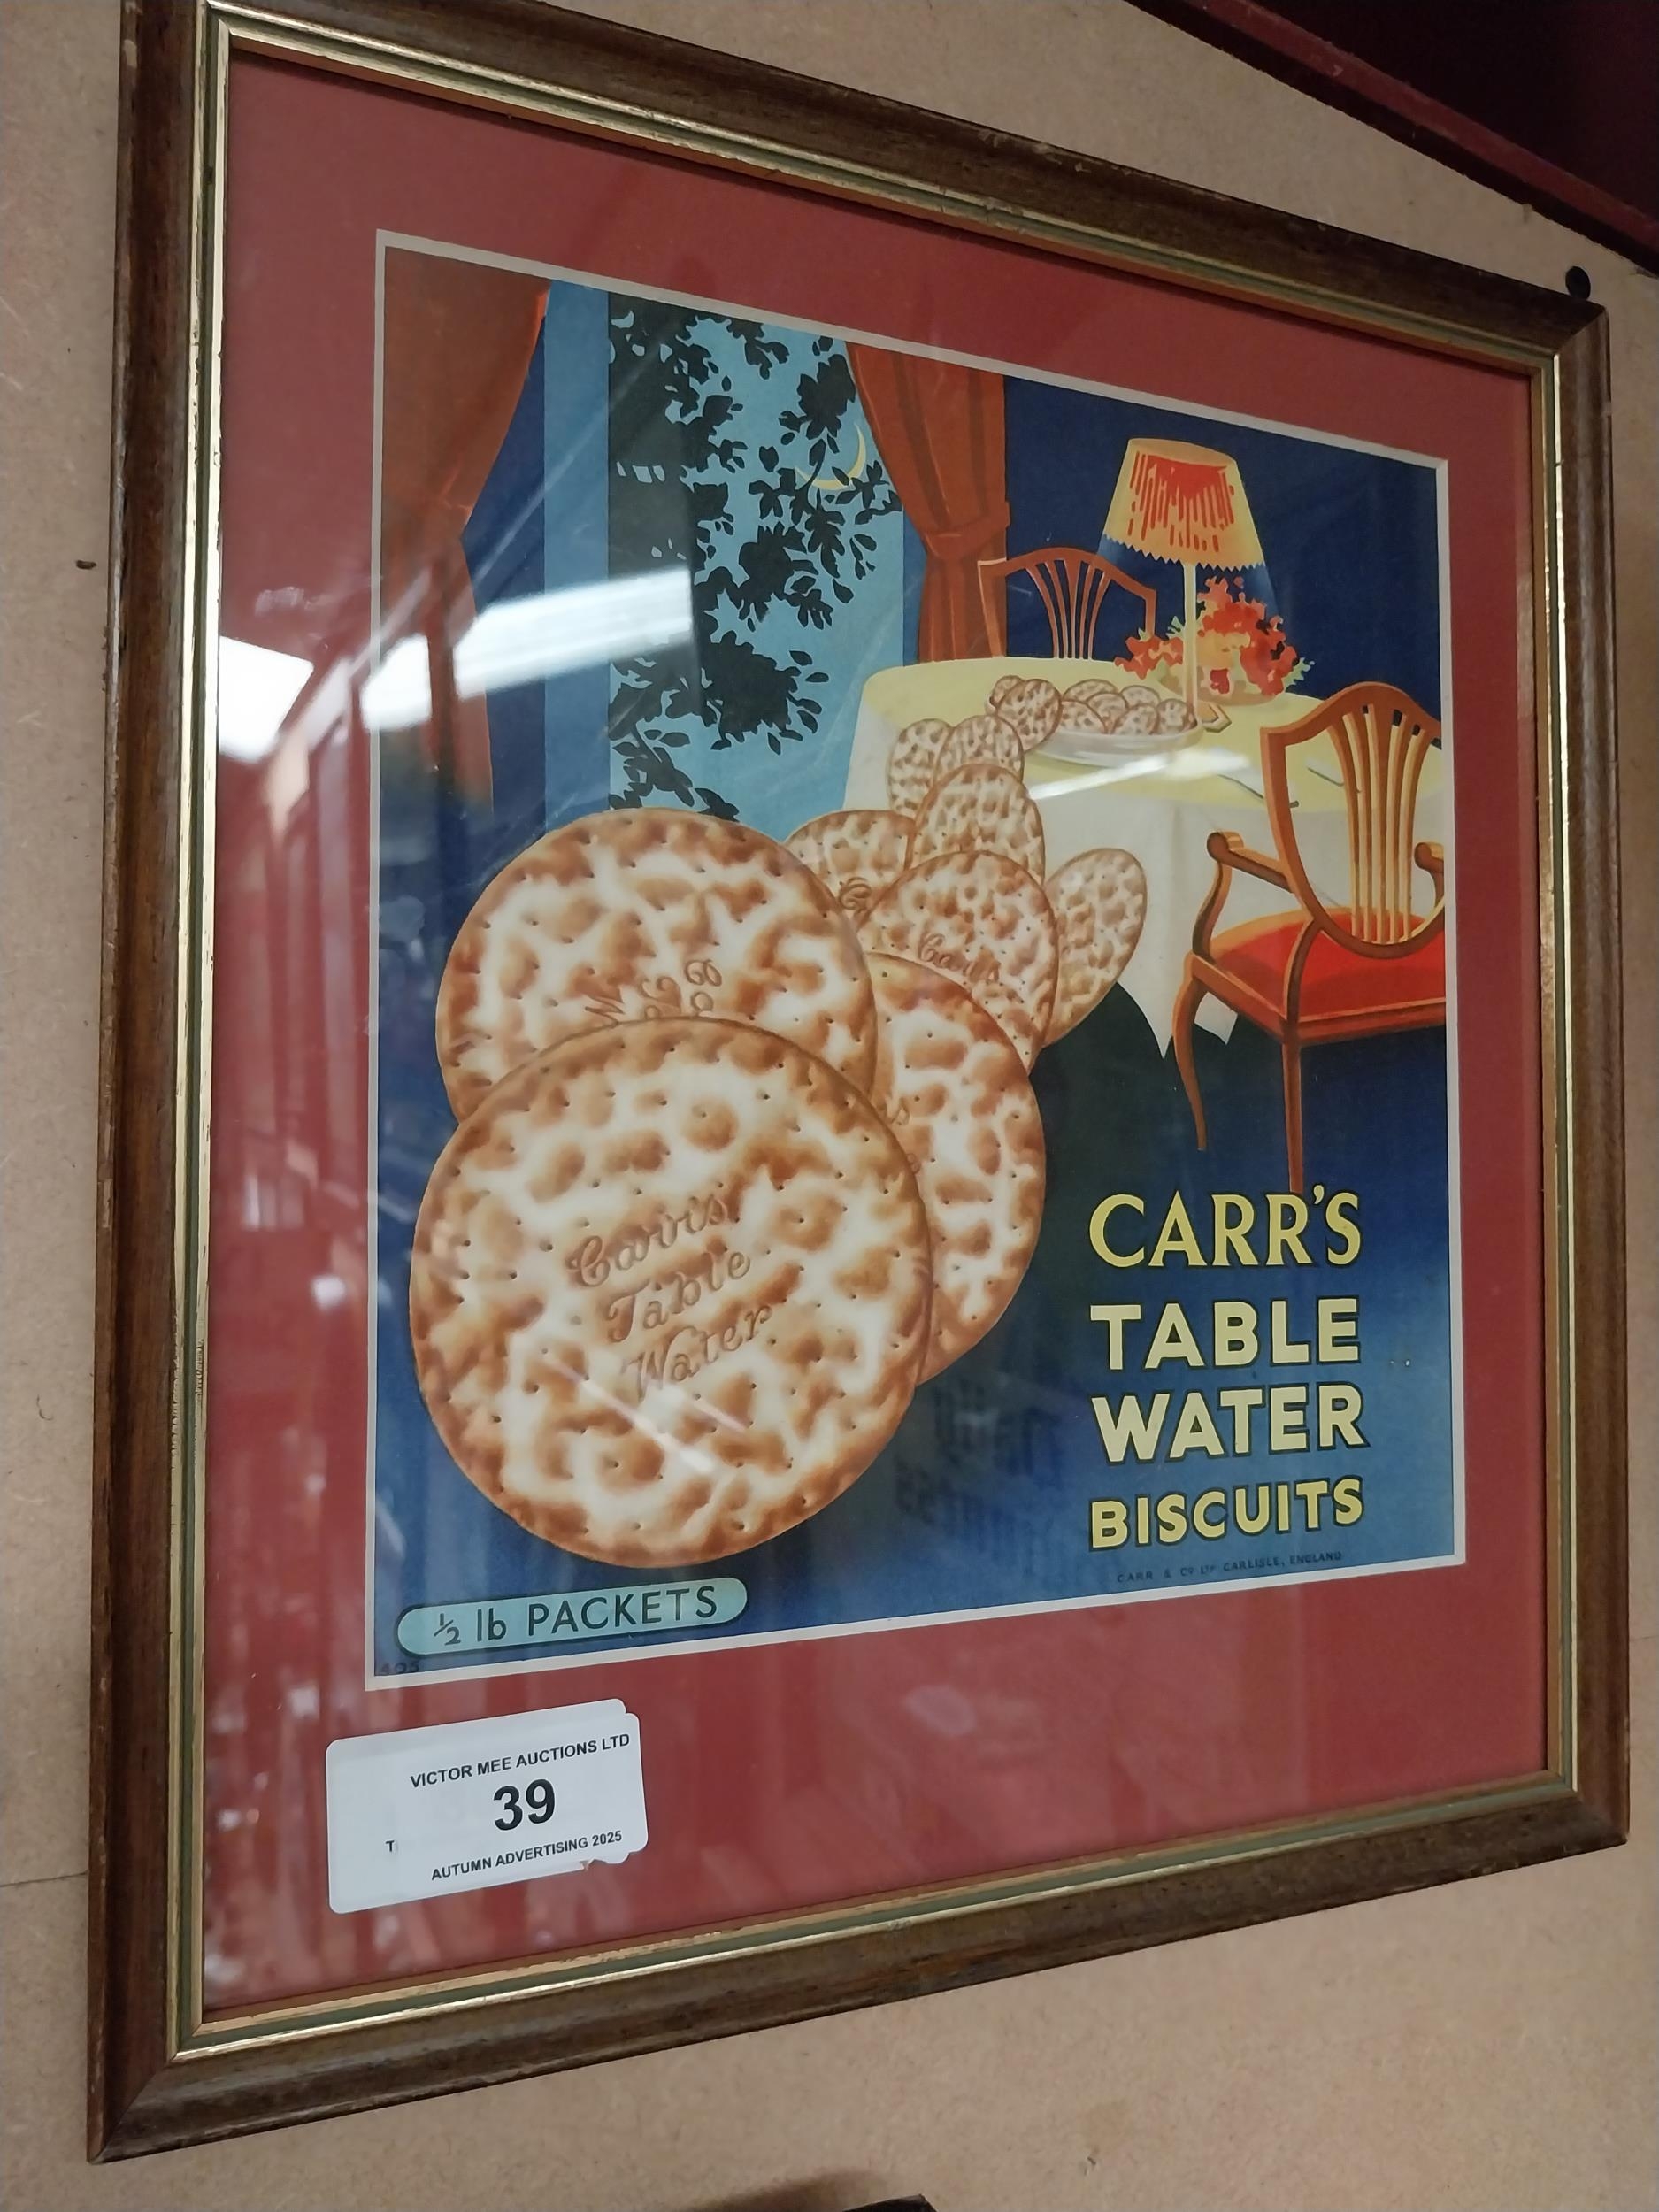 Carr's
Carr's
Table
Water
CARR'S
TABLE
WATER
BISCUITS
CARR & CO LTD CARLISLE, ENGLAND
½ lb PACKETS
VICTOR MEE AUCTIONS LTD
39
AUTUMN ADVERTISING 2025